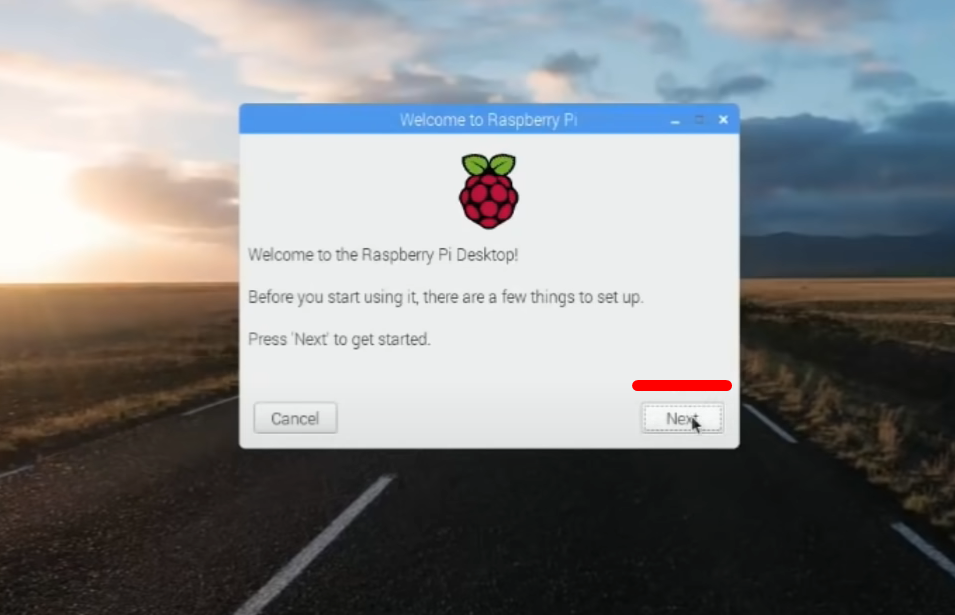 Welcome to Raspberry Pi
Welcome to the Raspberry Pi Desktop!
Before you start using it, there are a few things to set up.
Press 'Next' to get started.
Cancel
Next